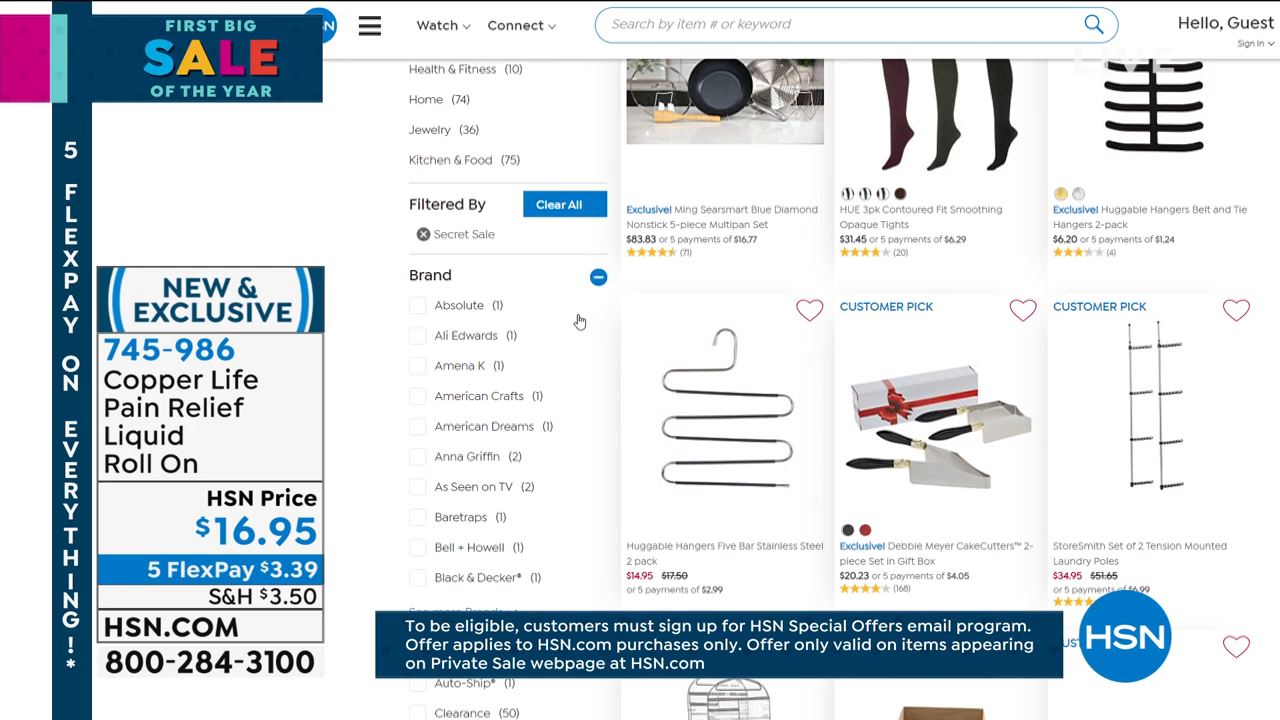 FIRST BIG
SALE
OF THE YEAR
5 FLEXPAY ON EVERYTHING!*
NEW &
EXCLUSIVE
745-986
Copper Life
Pain Relief
Liquid
Roll On
HSN Price
$16.95
5 FlexPay $3.39
S&H $3.50
HSN.COM
800-284-3100
Watch
Connect
Search by item # or keyword
Hello, Guest
Sign In
LIVE
Health & Fitness (10)
Home (74)
Jewelry (36)
Kitchen & Food (75)
Filtered By
Clear All
Secret Sale
Brand
Absolute (1)
Ali Edwards (1)
Amena K (1)
American Crafts (1)
American Dreams (1)
Anna Griffin (2)
As Seen on TV (2)
Baretraps (1)
Bell + Howell (1)
Black & Decker® (1)
Auto-Ship® (1)
Clearance (50)
Exclusive! Ming Searsmart Blue Diamond
Nonstick 5-piece Multipan Set
$83.83 or 5 payments of $16.77
(71)
HUE 3pk Contoured Fit Smoothing
Opaque Tights
$31.45 or 5 payments of $6.29
(20)
Exclusive! Huggable Hangers Belt and Tie
Hangers 2-pack
$6.20 or 5 payments of $1.24
(4)
Huggable Hangers Five Bar Stainless Steel
2 pack
$14.95 $17.50
or 5 payments of $2.99
CUSTOMER PICK
Exclusive! Debbie Meyer CakeCutters™ 2-
piece Set in Gift Box
$20.23 or 5 payments of $4.05
(168)
CUSTOMER PICK
StoreSmith Set of 2 Tension Mounted
Laundry Poles
$34.95 $51.65
or 5 payments of $6.99
To be eligible, customers must sign up for HSN Special Offers email program.
Offer applies to HSN.com purchases only. Offer only valid on items appearing
on Private Sale webpage at HSN.com
HSN